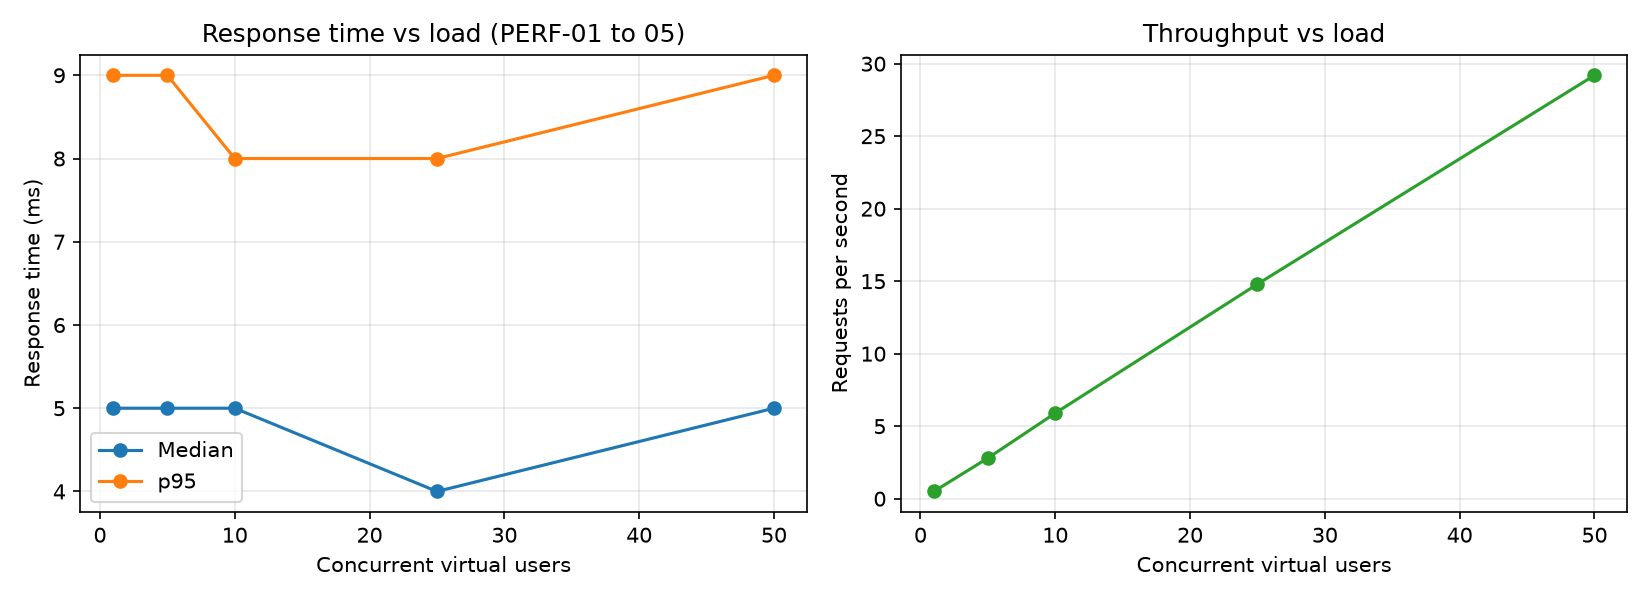 Response time vs load (PERF-01 to 05)
Response time (ms)
9
8
7
6
5
4
Median
p95
0 10 20 30 40 50
Concurrent virtual users
Throughput vs load
Requests per second
30
25
20
15
10
5
0
0 10 20 30 40 50
Concurrent virtual users